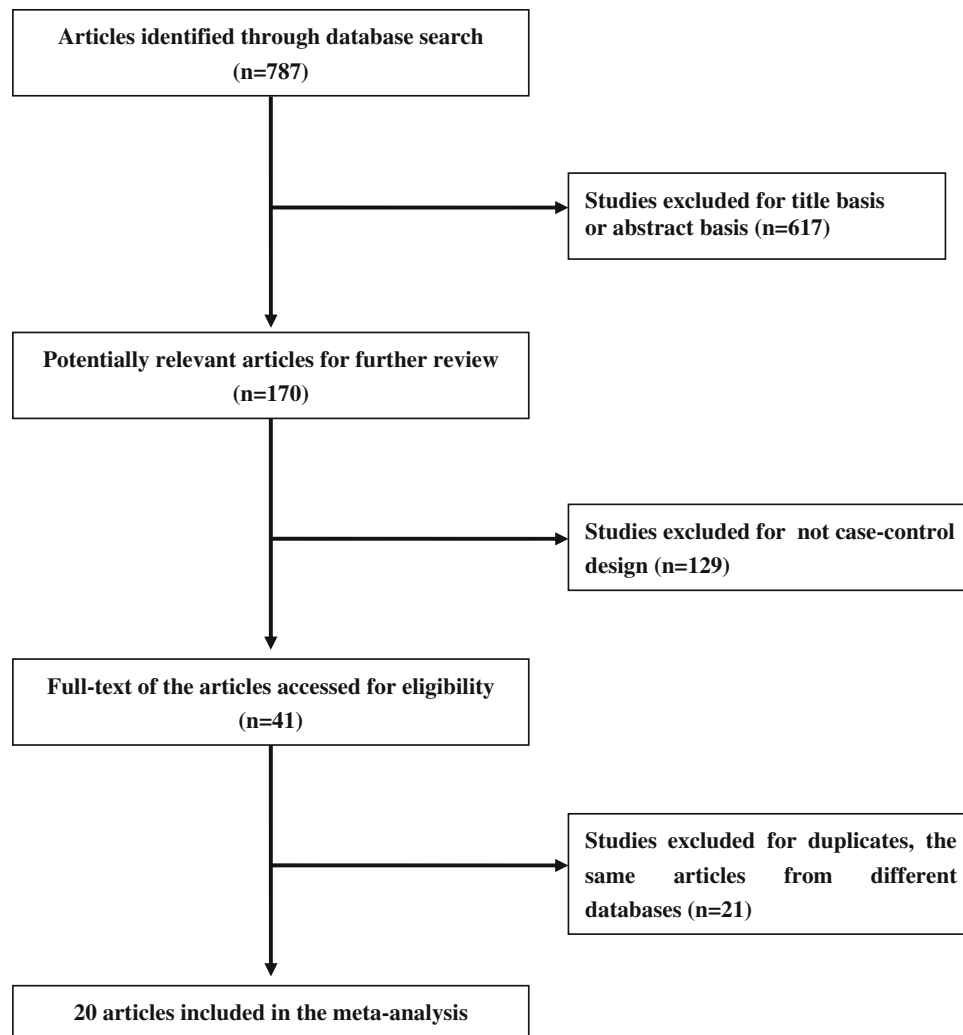 Articles identified through database search
(n=787)
Studies excluded for title basis
or abstract basis (n=617)
Potentially relevant articles for further review
(n=170)
Studies excluded for not case-control
design (n=129)
Full-text of the articles accessed for eligibility
(n=41)
Studies excluded for duplicates, the
same articles from different
databases (n=21)
20 articles included in the meta-analysis